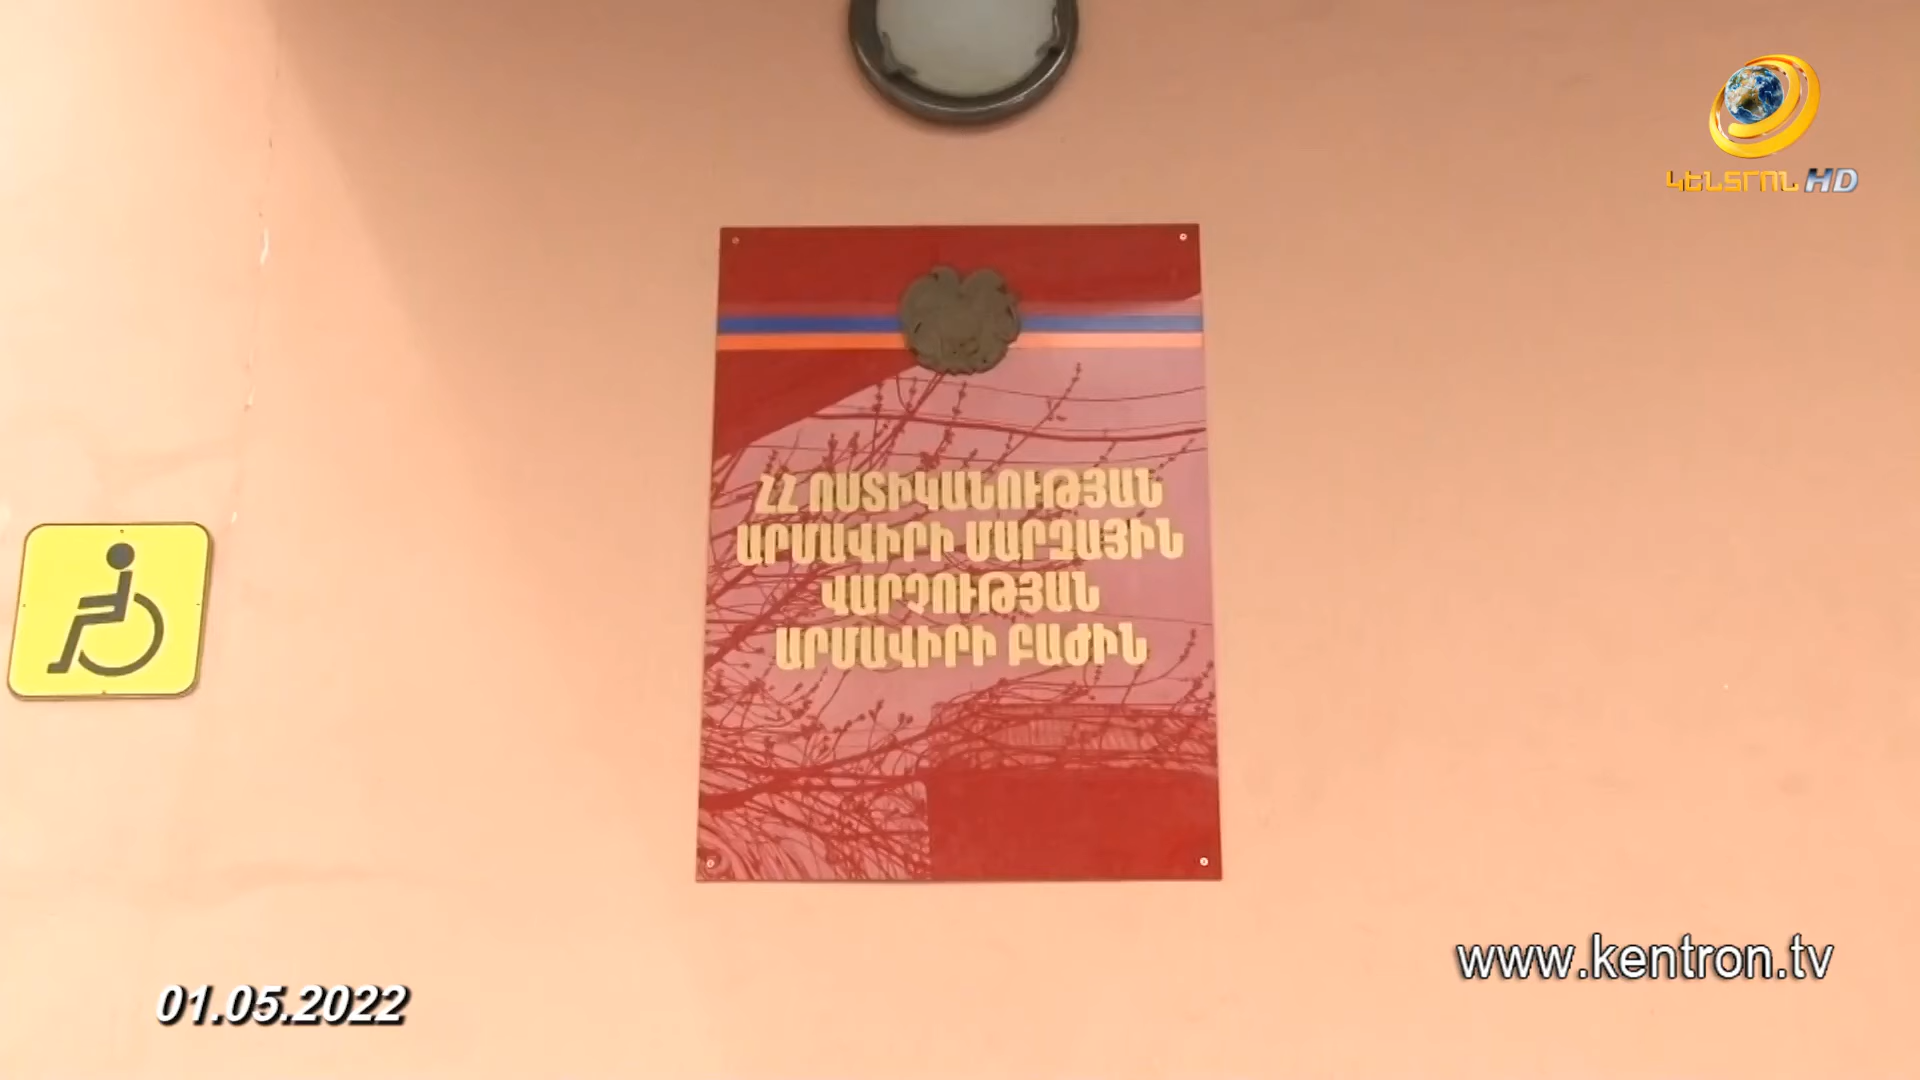 ԿԵՆՏՐՈՆ HD
ՀՀ ՈՍՏԻԿԱՆՈՒԹՅԱՆ
ԱՐՄԱՎԻՐԻ ՄԱՐԶԱՅԻՆ
ՎԱՐՉՈՒԹՅԱՆ
ԱՐՄԱՎԻՐԻ ԲԱԺԻՆ
www.kentron.tv
01.05.2022